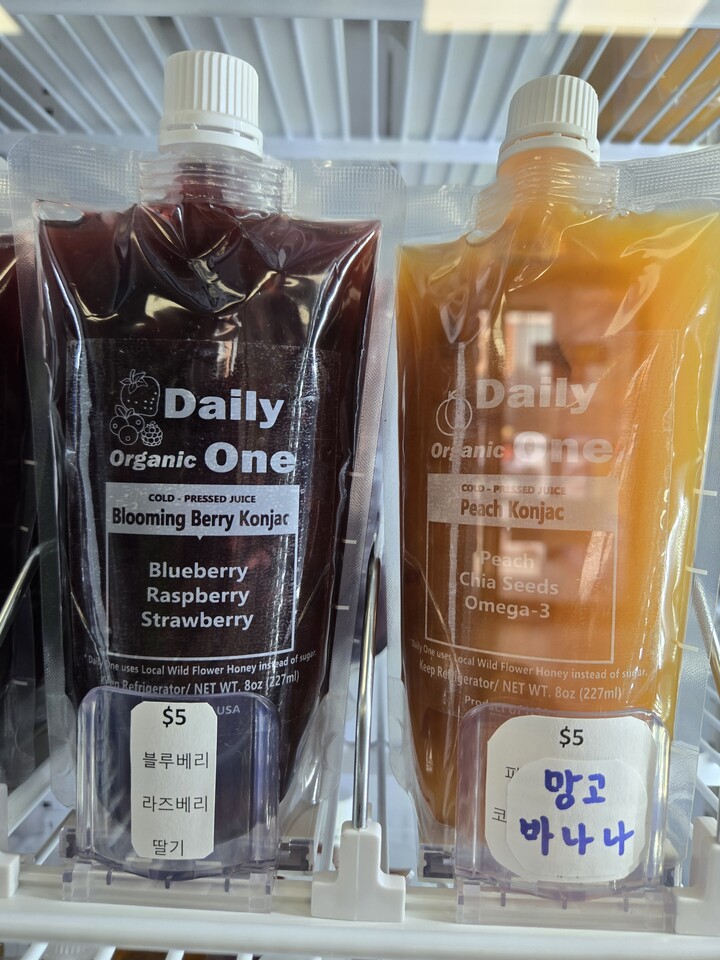 Daily
Organic One
COLD - PRESSED JUICE
Blooming Berry Konjac
Blueberry
Raspberry
Strawberry
* Daily One uses Local Wild Flower Honey instead of sugar.
Keep Refrigerator/ NET WT. 8oz (227ml)
USA
$5
블루베리
라즈베리
딸기
Daily
Organic One
COLD - PRESSED JUICE
Peach Konjac
Peach
Chia Seeds
Omega-3
* Daily One uses Local Wild Flower Honey instead of sugar.
Keep Refrigerator/ NET WT. 8oz (227ml)
Product of
$5
망고
바나나